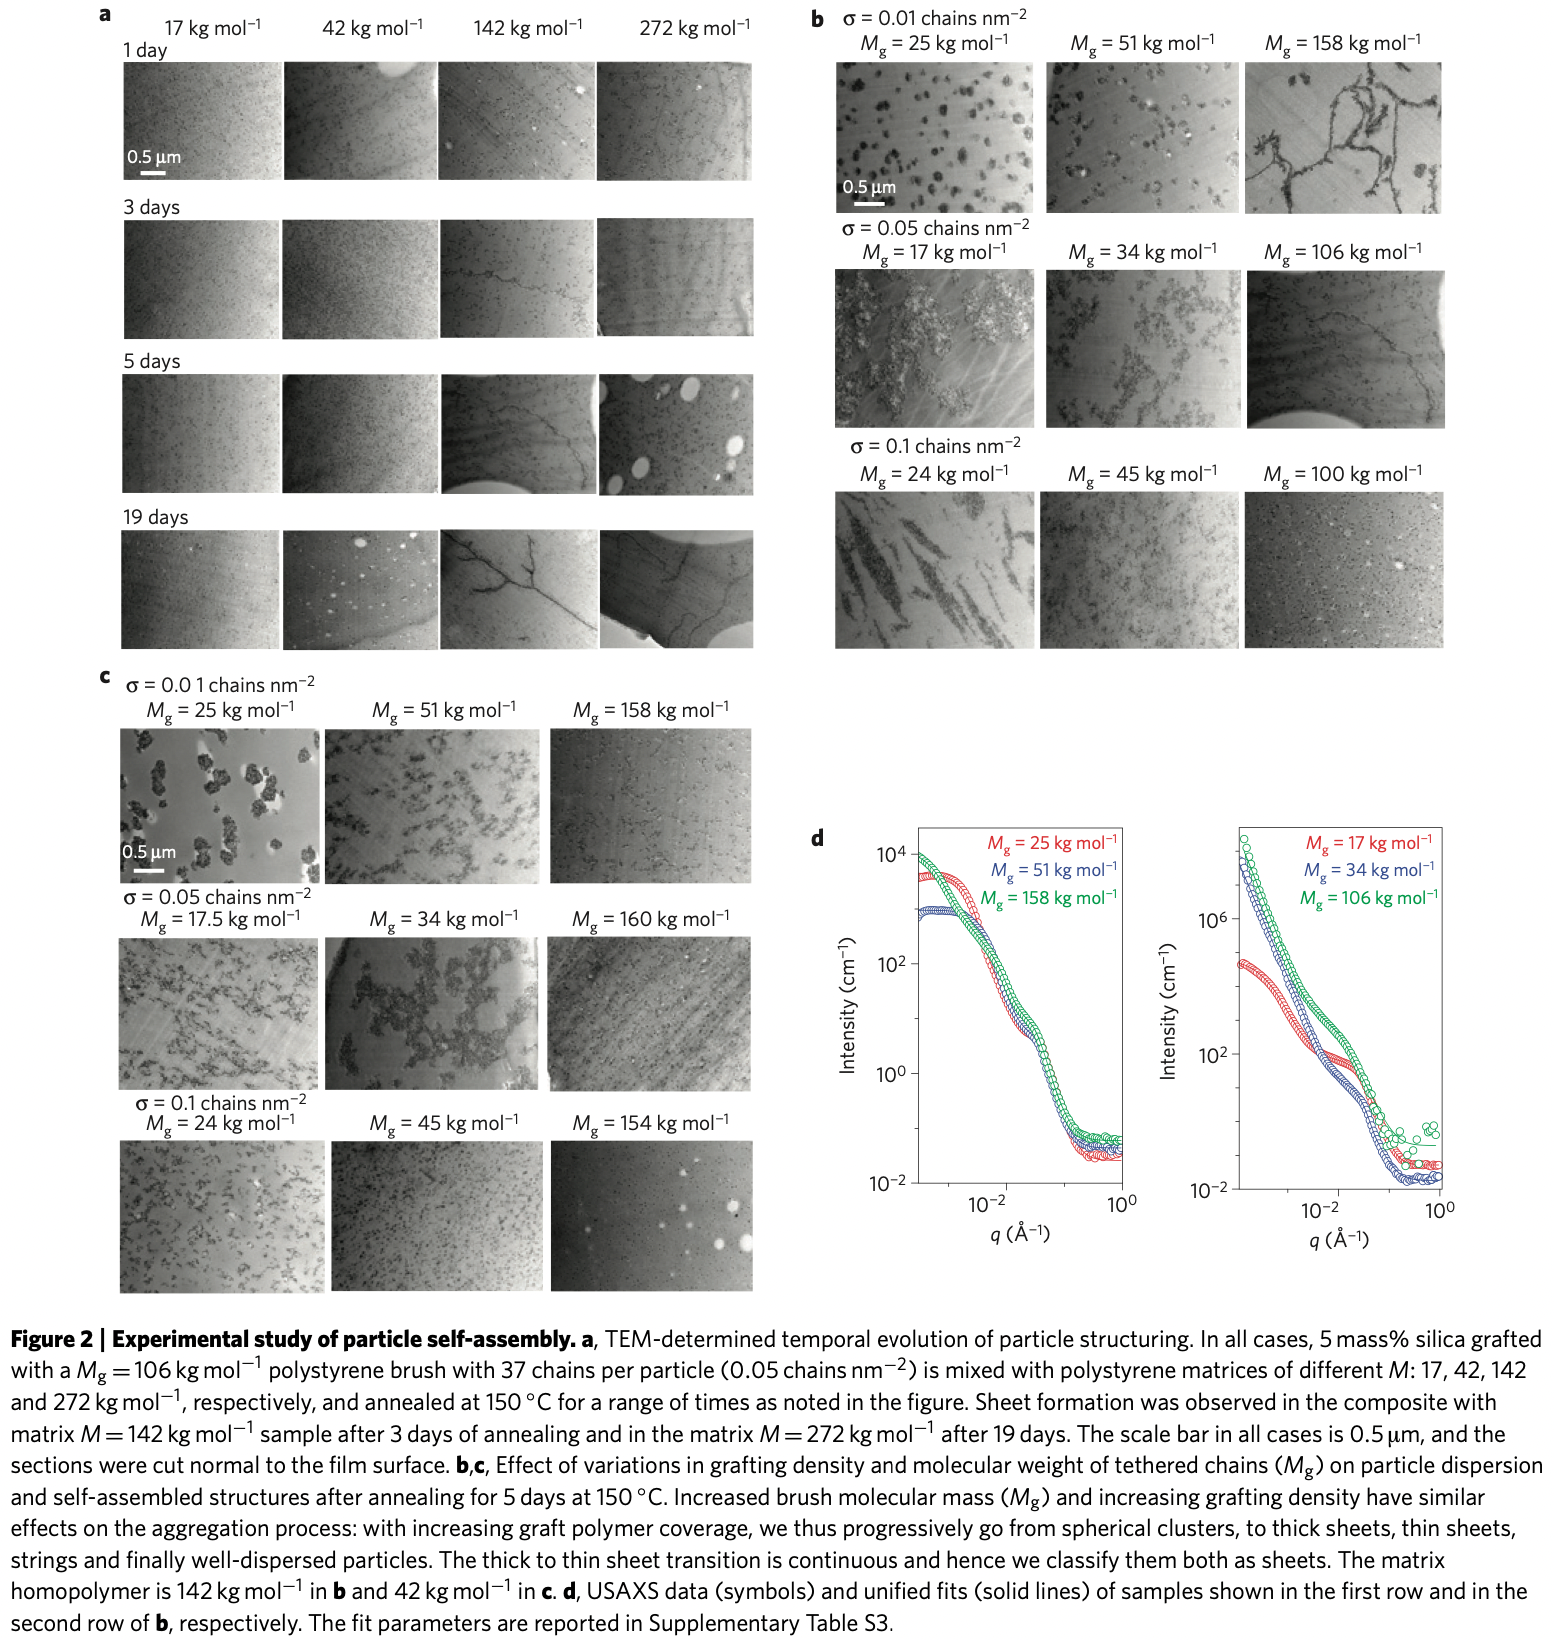 a
17 kg mol⁻¹ 42 kg mol⁻¹ 142 kg mol⁻¹ 272 kg mol⁻¹
1 day
0.5 µm
3 days
5 days
19 days
b σ = 0.01 chains nm⁻²
Mg = 25 kg mol⁻¹ Mg = 51 kg mol⁻¹ Mg = 158 kg mol⁻¹
0.5 µm
σ = 0.05 chains nm⁻²
Mg = 17 kg mol⁻¹ Mg = 34 kg mol⁻¹ Mg = 106 kg mol⁻¹
σ = 0.1 chains nm⁻²
Mg = 24 kg mol⁻¹ Mg = 45 kg mol⁻¹ Mg = 100 kg mol⁻¹
c σ = 0.0 1 chains nm⁻²
Mg = 25 kg mol⁻¹ Mg = 51 kg mol⁻¹ Mg = 158 kg mol⁻¹
0.5 µm
σ = 0.05 chains nm⁻²
Mg = 17.5 kg mol⁻¹ Mg = 34 kg mol⁻¹ Mg = 160 kg mol⁻¹
σ = 0.1 chains nm⁻²
Mg = 24 kg mol⁻¹ Mg = 45 kg mol⁻¹ Mg = 154 kg mol⁻¹
d
Mg = 25 kg mol⁻¹
Mg = 51 kg mol⁻¹
Mg = 158 kg mol⁻¹
10⁴
10²
10⁰
10⁻²
Intensity (cm⁻¹)
10⁻² 10⁰
q (Å⁻¹)
Mg = 17 kg mol⁻¹
Mg = 34 kg mol⁻¹
Mg = 106 kg mol⁻¹
10⁶
10²
10⁻²
Intensity (cm⁻¹)
10⁻² 10⁰
q (Å⁻¹)
Figure 2 | Experimental study of particle self-assembly. a, TEM-determined temporal evolution of particle structuring. In all cases, 5 mass% silica grafted
with a Mg = 106 kg mol⁻¹ polystyrene brush with 37 chains per particle (0.05 chains nm⁻²) is mixed with polystyrene matrices of different M: 17, 42, 142
and 272 kg mol⁻¹, respectively, and annealed at 150 °C for a range of times as noted in the figure. Sheet formation was observed in the composite with
matrix M = 142 kg mol⁻¹ sample after 3 days of annealing and in the matrix M = 272 kg mol⁻¹ after 19 days. The scale bar in all cases is 0.5 µm, and the
sections were cut normal to the film surface. b,c, Effect of variations in grafting density and molecular weight of tethered chains (Mg) on particle dispersion
and self-assembled structures after annealing for 5 days at 150 °C. Increased brush molecular mass (Mg) and increasing grafting density have similar
effects on the aggregation process: with increasing graft polymer coverage, we thus progressively go from spherical clusters, to thick sheets, thin sheets,
strings and finally well-dispersed particles. The thick to thin sheet transition is continuous and hence we classify them both as sheets. The matrix
homopolymer is 142 kg mol⁻¹ in b and 42 kg mol⁻¹ in c. d, USAXS data (symbols) and unified fits (solid lines) of samples shown in the first row and in the
second row of b, respectively. The fit parameters are reported in Supplementary Table S3.